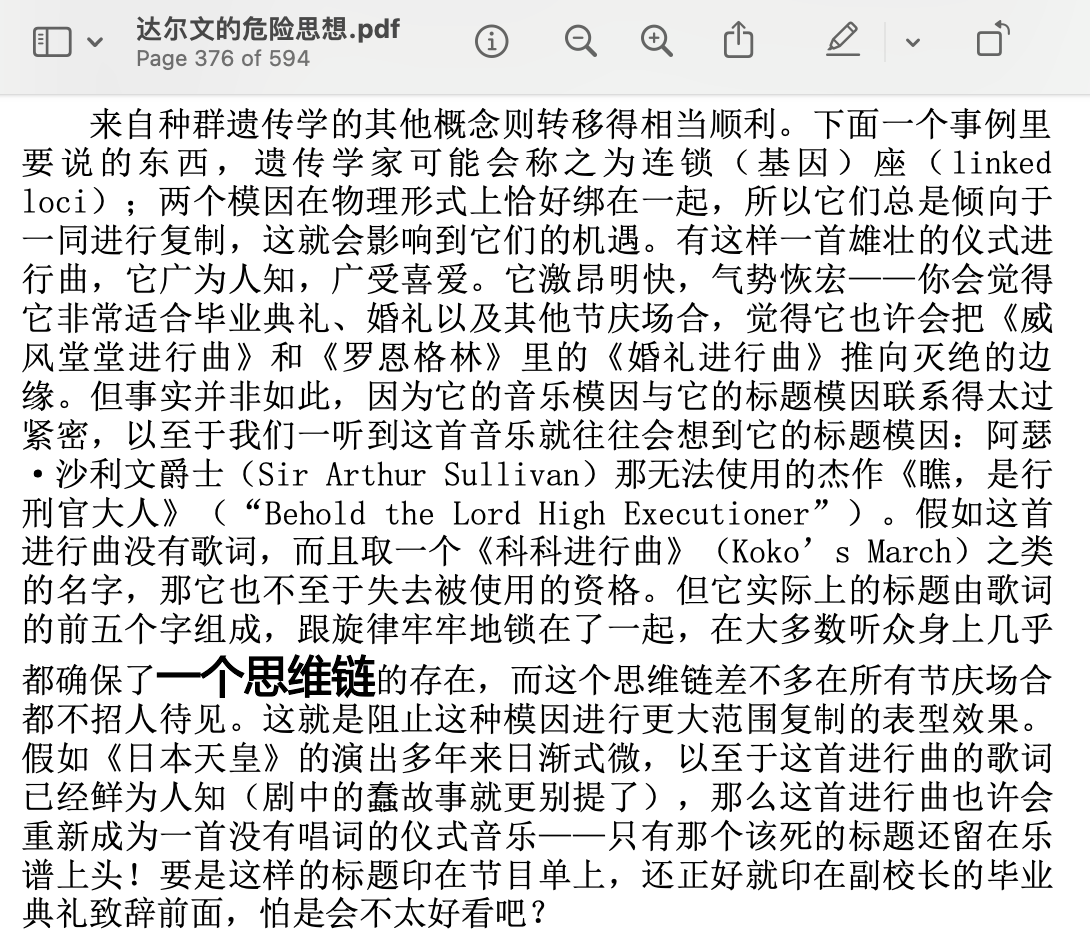 达尔文的危险思想.pdf
Page 376 of 594
来自种群遗传学的其他概念则转移得相当顺利。下面一个事例里
要说的东西，遗传学家可能会称之为连锁（基因）座（linked
loci）；两个模因在物理形式上恰好绑在一起，所以它们总是倾向于
一同进行复制，这就会影响到它们的机遇。有这样一首雄壮的仪式进
行曲，它广为人知，广受喜爱。它激昂明快，气势恢宏——你会觉得
它非常适合毕业典礼、婚礼以及其他节庆场合，觉得它也许会把《威
风堂堂进行曲》和《罗恩格林》里的《婚礼进行曲》推向灭绝的边
缘。但事实并非如此，因为它的音乐模因与它的标题模因联系得太过
紧密，以至于我们一听到这首音乐就往往会想到它的标题模因：阿瑟
·沙利文爵士（Sir Arthur Sullivan）那无法使用的杰作《瞧，是行
刑官大人》（“Behold the Lord High Executioner”）。假如这首
进行曲没有歌词，而且取一个《科科进行曲》（Koko’s March）之类
的名字，那它也不至于失去被使用的资格。但它实际上的标题由歌词
的前五个字组成，跟旋律牢牢地锁在了一起，在大多数听众身上几乎
都确保了一个思维链的存在，而这个思维链差不多在所有节庆场合
都不招人待见。这就是阻止这种模因进行更大范围复制的表型效果。
假如《日本天皇》的演出多年来日渐式微，以至于这首进行曲的歌词
已经鲜为人知（剧中的蠢故事就更别提了），那么这首进行曲也许会
重新成为一首没有唱词的仪式音乐——只有那个该死的标题还留在乐
谱上头！要是这样的标题印在节目单上，还正好就印在副校长的毕业
典礼致辞前面，怕是会不太好看吧？